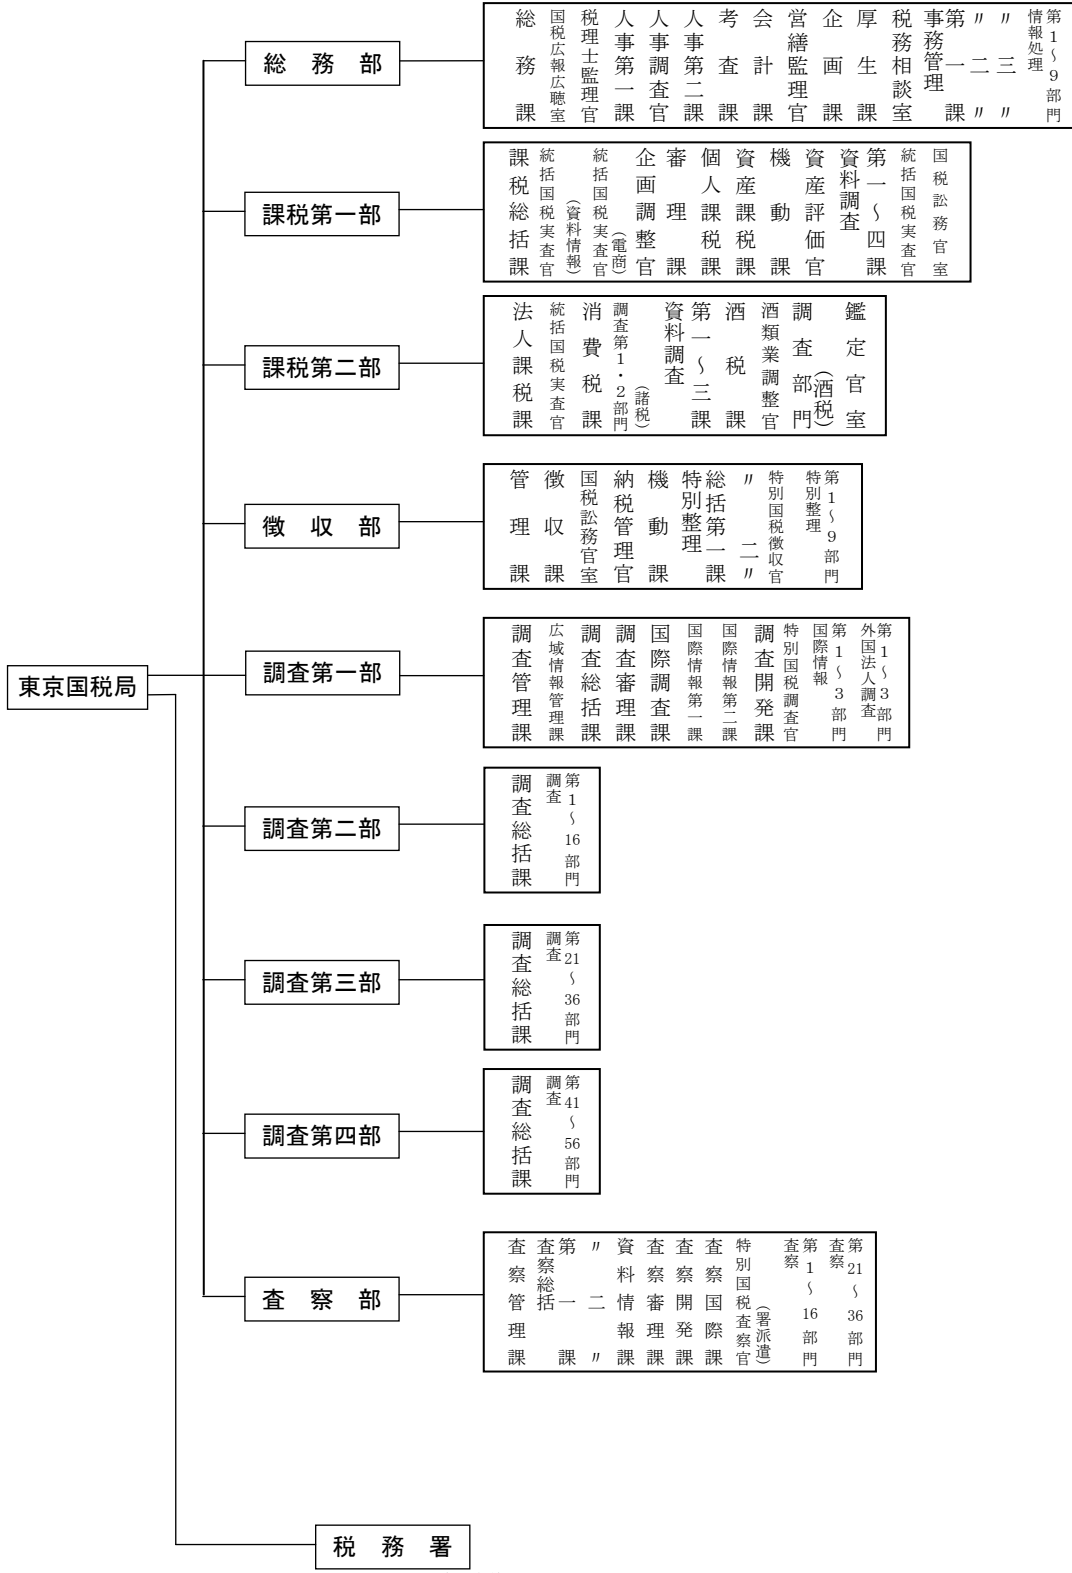 東京国税局
総務部
総務課
国税広報広聴室
税理士監理官
人事第一課
人事調査官
人事第二課
考査課
会計課
営繕監理官
企画課
厚生課
税務相談室
事務管理第一課
〃二〃
〃三〃
情報処理第1～9部門
課税第一部
課税総括課
統括国税実査官
統括国税実査官(資料情報)
統括国税実査官(電商)
企画調整官
審理課
個人課税課
資産課税課
機動課
資産評価官
資料調査第一～四課
統括国税実査官
国税訟務官室
課税第二部
法人課税課
統括国税実査官
消費税課
調査第1・2部門(諸税)
資料調査第一～三課
酒税課
酒類業調整官
調査部門(酒税)
鑑定官室
徴収部
管理課
徴収課
国税訟務官室
納税管理官
機動課
特別整理総括第一課
〃二〃
特別国税徴収官
特別整理第1～9部門
調査第一部
調査管理課
広域情報管理課
調査総括課
調査審理課
国際調査課
国際情報第一課
国際情報第二課
調査開発課
特別国税調査官
国際情報第1～3部門
外国法人調査第1～3部門
調査第二部
調査総括課
調査第1～16部門
調査第三部
調査総括課
調査第21～36部門
調査第四部
調査総括課
調査第41～56部門
査察部
査察管理課
査察総括第一課
〃二〃
資料情報課
査察審理課
査察開発課
査察国際課
特別国税査察官(署派遣)
査察第1～16部門
査察第21～36部門
税務署